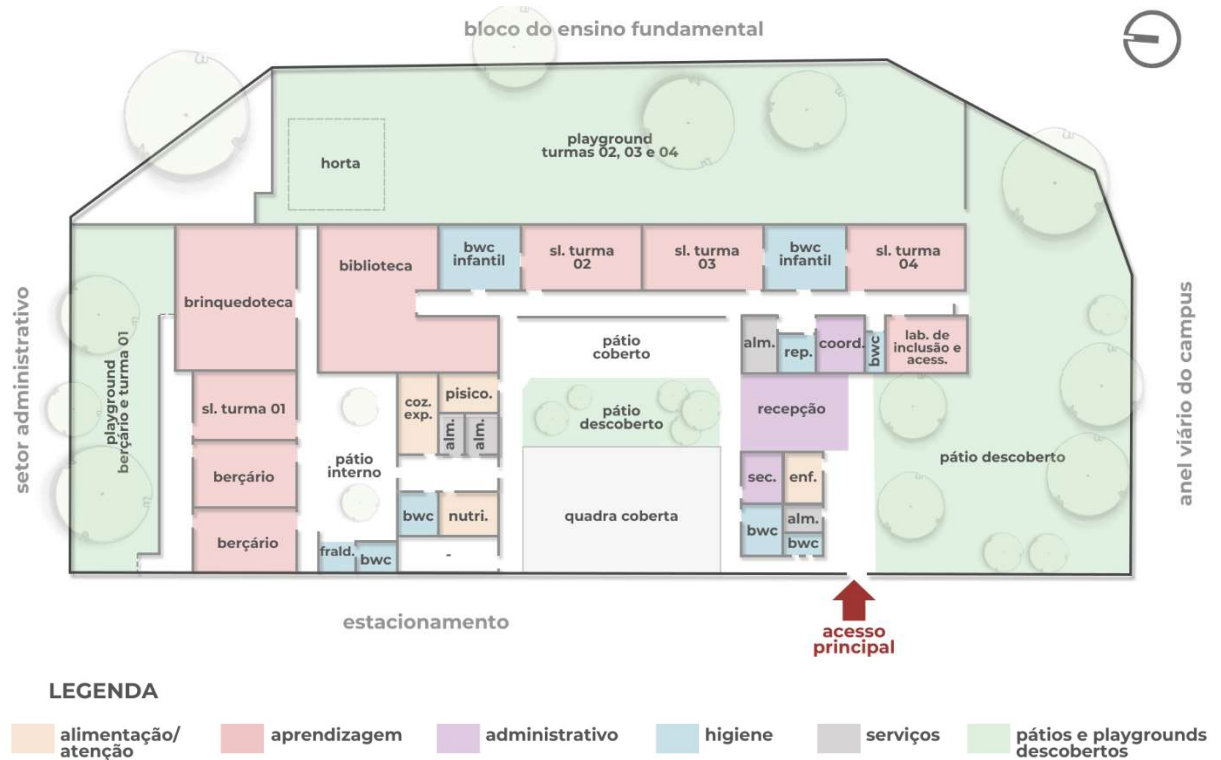 bloco do ensino fundamental
playground
turmas 02, 03 e 04
horta
bwc
infantil
sl. turma
02
sl. turma
03
bwc
infantil
sl. turma
04
biblioteca
brinquedoteca
setor administrativo
playground
berçário e turma 01
anel viário do campus
pátio
coberto
alm.
rep.
coord.
bwc
lab. de
inclusão e
acess.
sl. turma 01
coz.
exp.
pisico.
alm.
alm.
pátio
descoberto
recepção
pátio
interno
pátio descoberto
berçário
sec.
enf.
bwc
nutri.
quadra coberta
bwc
alm.
bwc
berçário
frald.
bwc
-
estacionamento
acesso
principal
LEGENDA
alimentação/
atenção
aprendizagem
administrativo
higiene
serviços
pátios e playgrounds
descobertos